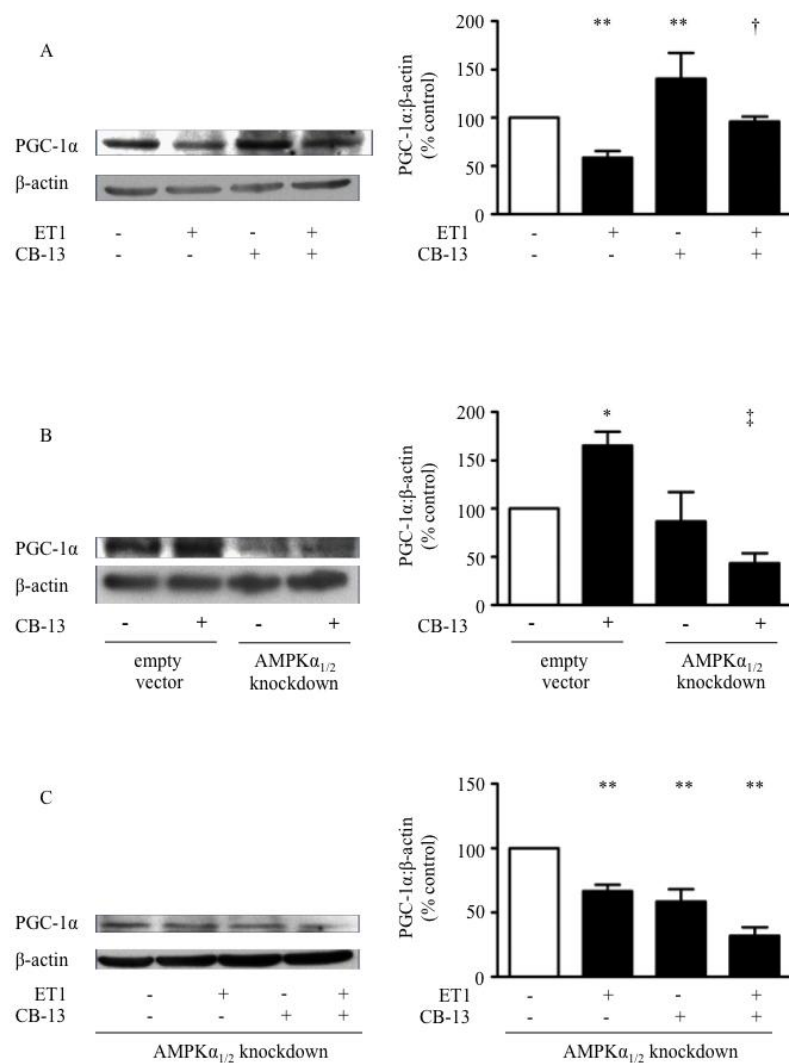 A
PGC-1α
β-actin
ET1 - + - +
CB-13 - - + +
PGC-1α:β-actin
(% control)
200
150
100
50
0
** ** †
ET1 - + - +
CB-13 - - + +
B
PGC-1α
β-actin
CB-13 - + - +
empty
vector
AMPKα1/2
knockdown
PGC-1α:β-actin
(% control)
200
150
100
50
0
* ‡
CB-13 - + - +
empty
vector
AMPKα1/2
knockdown
C
PGC-1α
β-actin
ET1 - + - +
CB-13 - - + +
AMPKα1/2 knockdown
PGC-1α:β-actin
(% control)
150
100
50
0
** ** **
ET1 - + - +
CB-13 - - + +
AMPKα1/2 knockdown